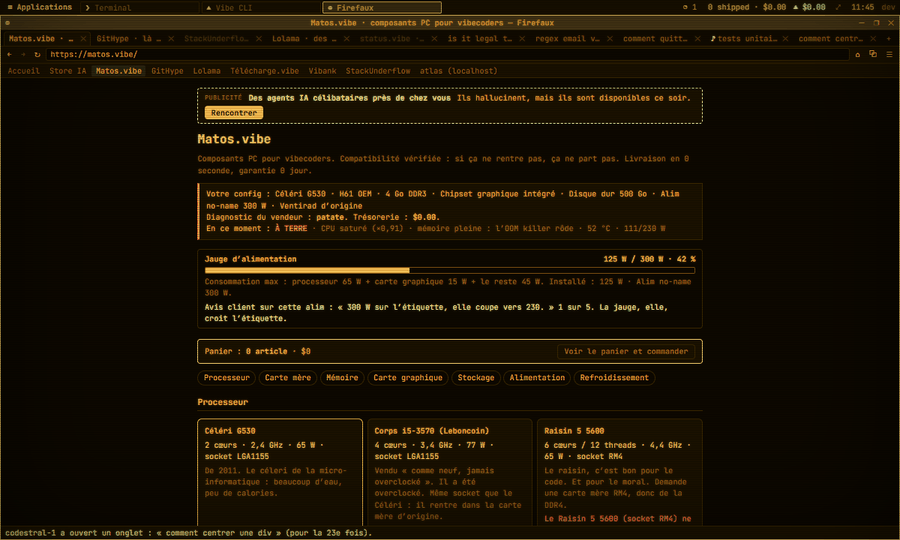 Applications
Terminal
Vibe CLI
Firefaux
1 0 shipped · $0.00 ▲ $0.00 11:45 dev
Matos.vibe · composants PC pour vibecoders — Firefaux
Matos.vibe · … × GitHype · là … × StackUnderflo… × Lolama · des … × status.vibe ·… × is it legal t… × regex email v… × comment quitt… × tests unitai… × comment centr… × +
https://matos.vibe/
Accueil Store IA Matos.vibe GitHype Lolama Télécharge.vibe Vibank StackUnderflow atlas (localhost)
PUBLICITÉ Des agents IA célibataires près de chez vous Ils hallucinent, mais ils sont disponibles ce soir.
Rencontrer
Matos.vibe
Composants PC pour vibecoders. Compatibilité vérifiée : si ça ne rentre pas, ça ne part pas. Livraison en 0
seconde, garantie 0 jour.
Votre config : Céléri G530 · H61 OEM · 4 Go DDR3 · Chipset graphique intégré · Disque dur 500 Go · Alim
no-name 300 W · Ventirad d’origine
Diagnostic du vendeur : patate. Trésorerie : $0.00.
En ce moment : À TERRE · CPU saturé (×0,91) · mémoire pleine : l’OOM killer rôde · 52 °C · 111/230 W
Jauge d’alimentation 125 W / 300 W · 42 %
Consommation max : processeur 65 W + carte graphique 15 W + le reste 45 W. Installé : 125 W · Alim no-name
300 W.
Avis client sur cette alim : « 300 W sur l’étiquette, elle coupe vers 230. » 1 sur 5. La jauge, elle,
croit l’étiquette.
Panier : 0 article · $0 Voir le panier et commander
Processeur Carte mère Mémoire Carte graphique Stockage Alimentation Refroidissement
Processeur
Céléri G530
2 cœurs · 2,4 GHz · 65 W ·
socket LGA1155
De 2011. Le céleri de la micro-
informatique : beaucoup d’eau,
peu de calories.
Corps i5-3570 (Leboncoin)
4 cœurs · 3,4 GHz · 77 W ·
socket LGA1155
Vendu « comme neuf, jamais
overclocké ». Il a été
overclocké. Même socket que le
Céléri : il rentre dans la carte
mère d’origine.
Raisin 5 5600
6 cœurs / 12 threads · 4,4 GHz ·
65 W · socket RM4
Le raisin, c’est bon pour le
code. Et pour le moral. Demande
une carte mère RM4, donc de la
DDR4.
Le Raisin 5 5600 (socket RM4) ne
codestral-1 a ouvert un onglet : « comment centrer une div » (pour la 23e fois).